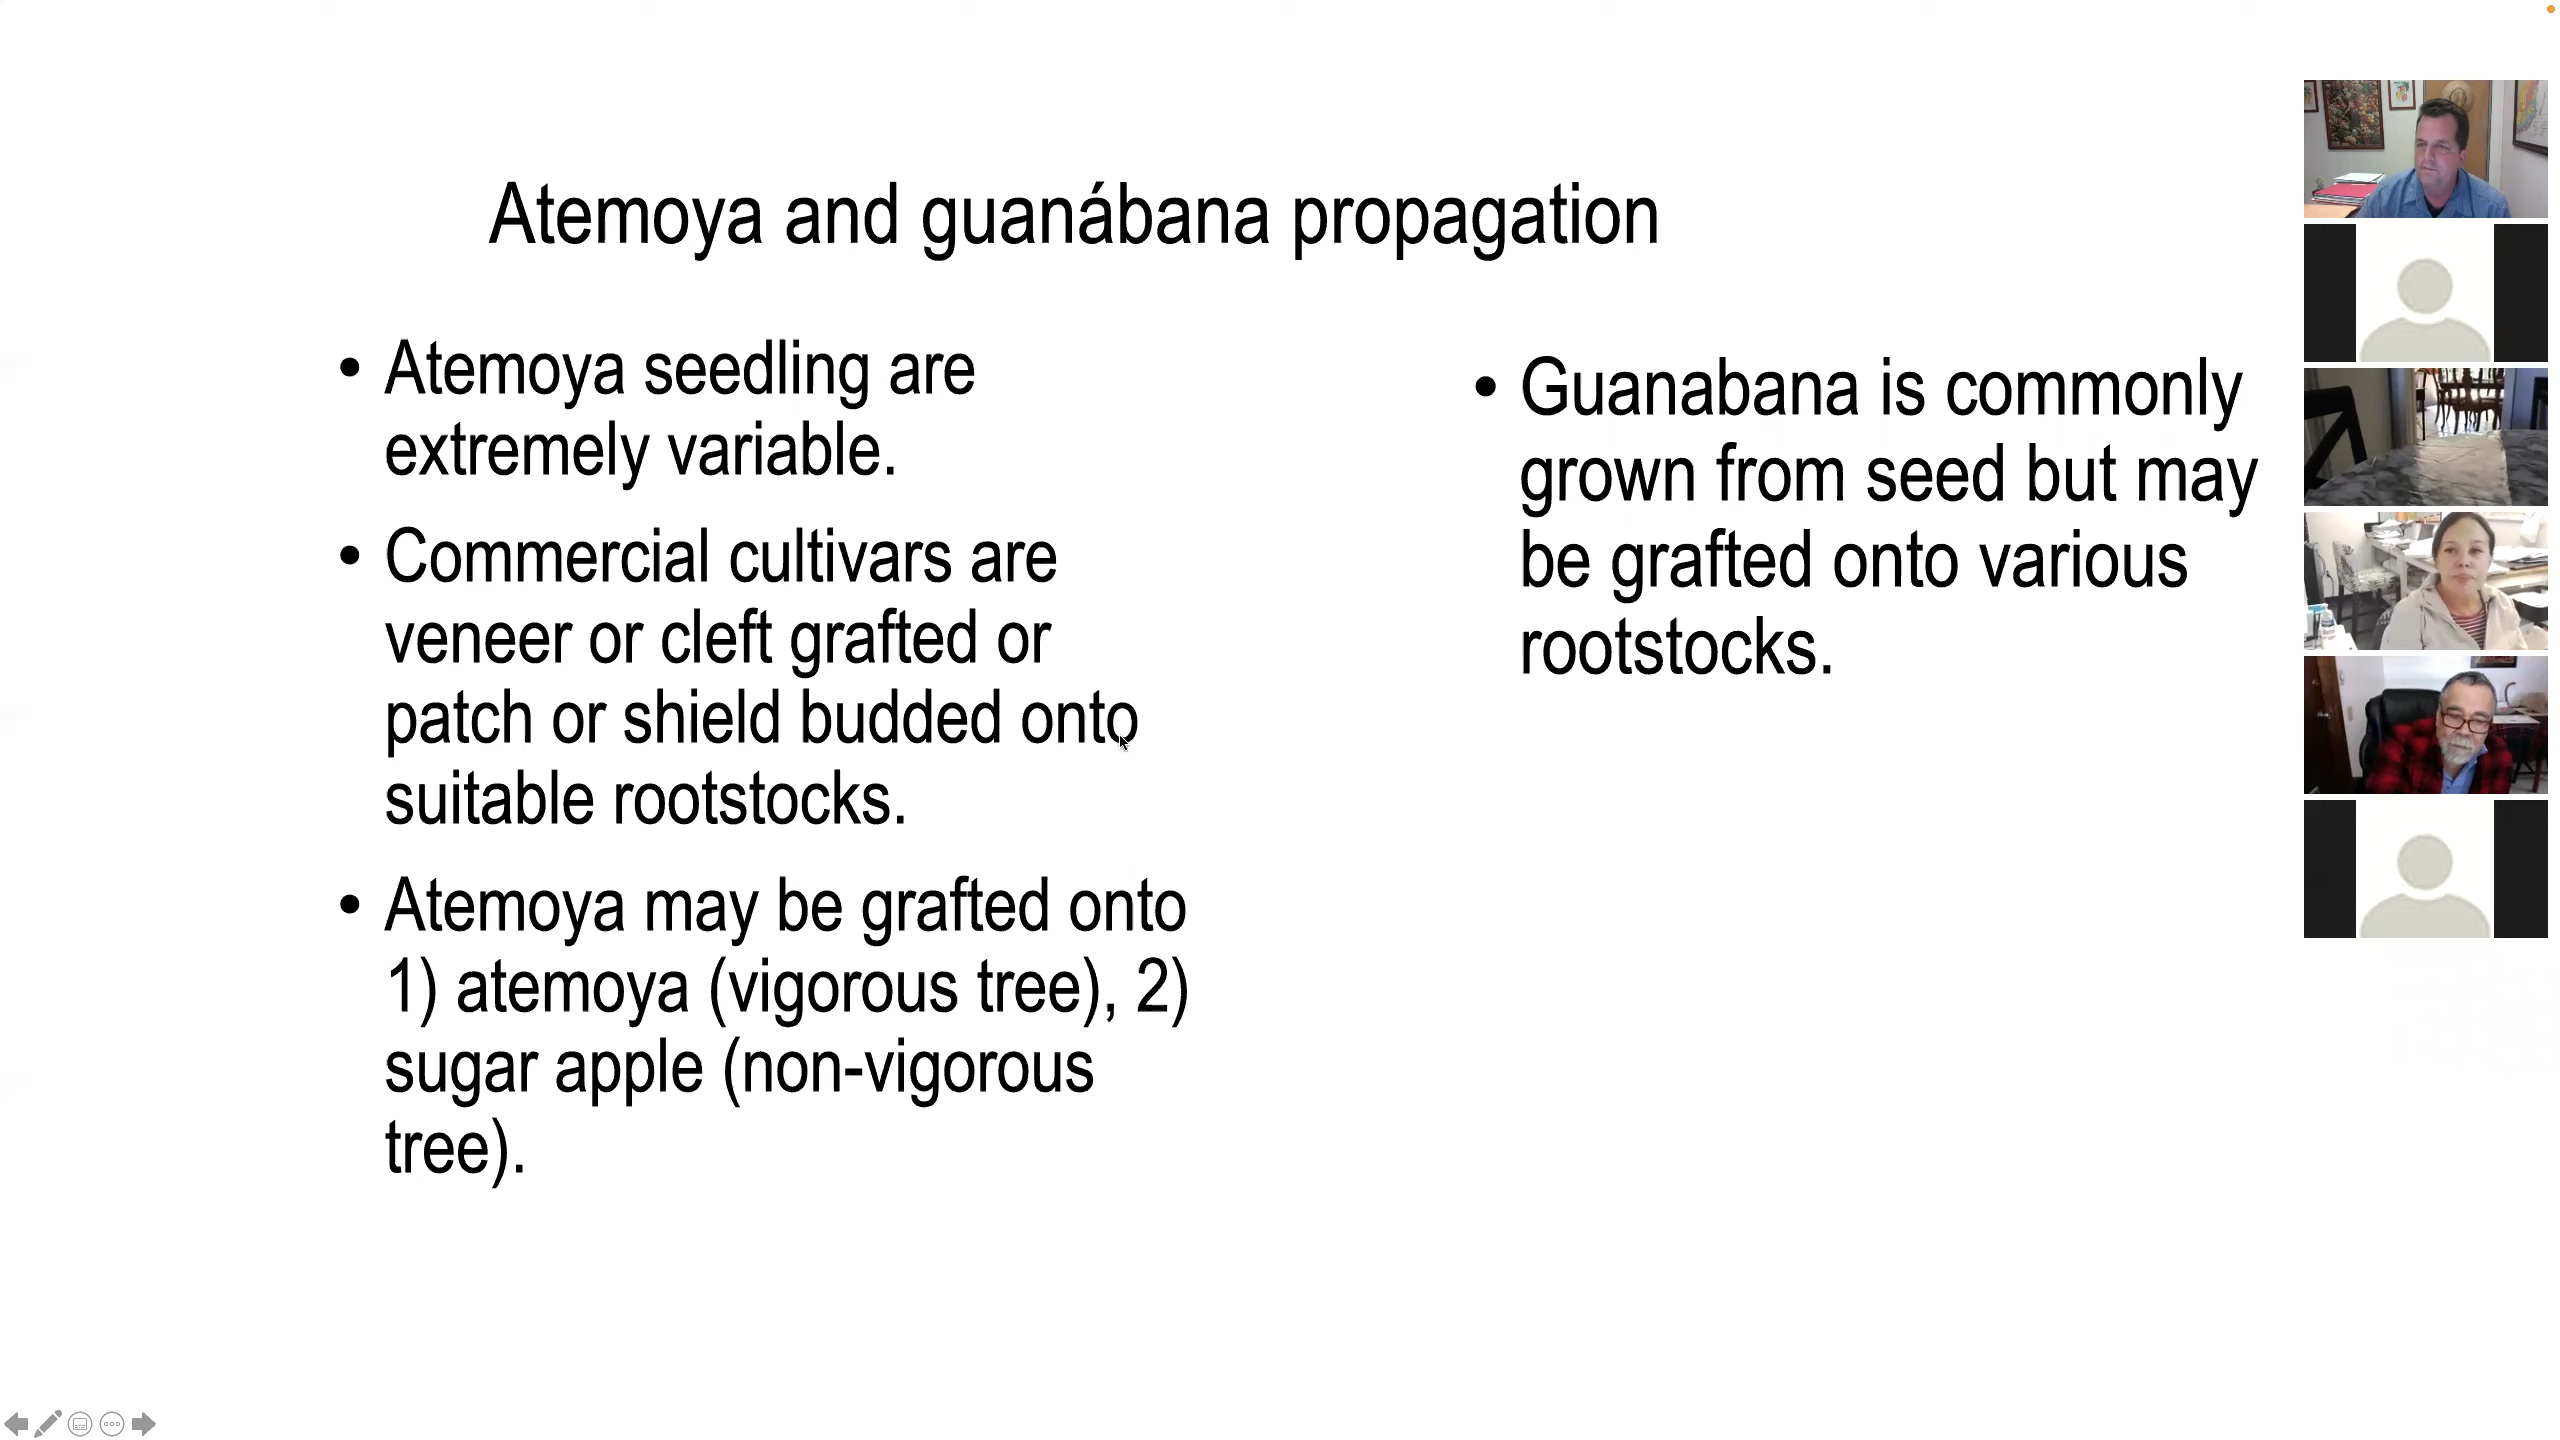 Atemoya and guanábana propagation
• Atemoya seedling are
extremely variable.
• Commercial cultivars are
veneer or cleft grafted or
patch or shield budded onto
suitable rootstocks.
• Atemoya may be grafted onto
1) atemoya (vigorous tree), 2)
sugar apple (non-vigorous
tree).
• Guanabana is commonly
grown from seed but may
be grafted onto various
rootstocks.